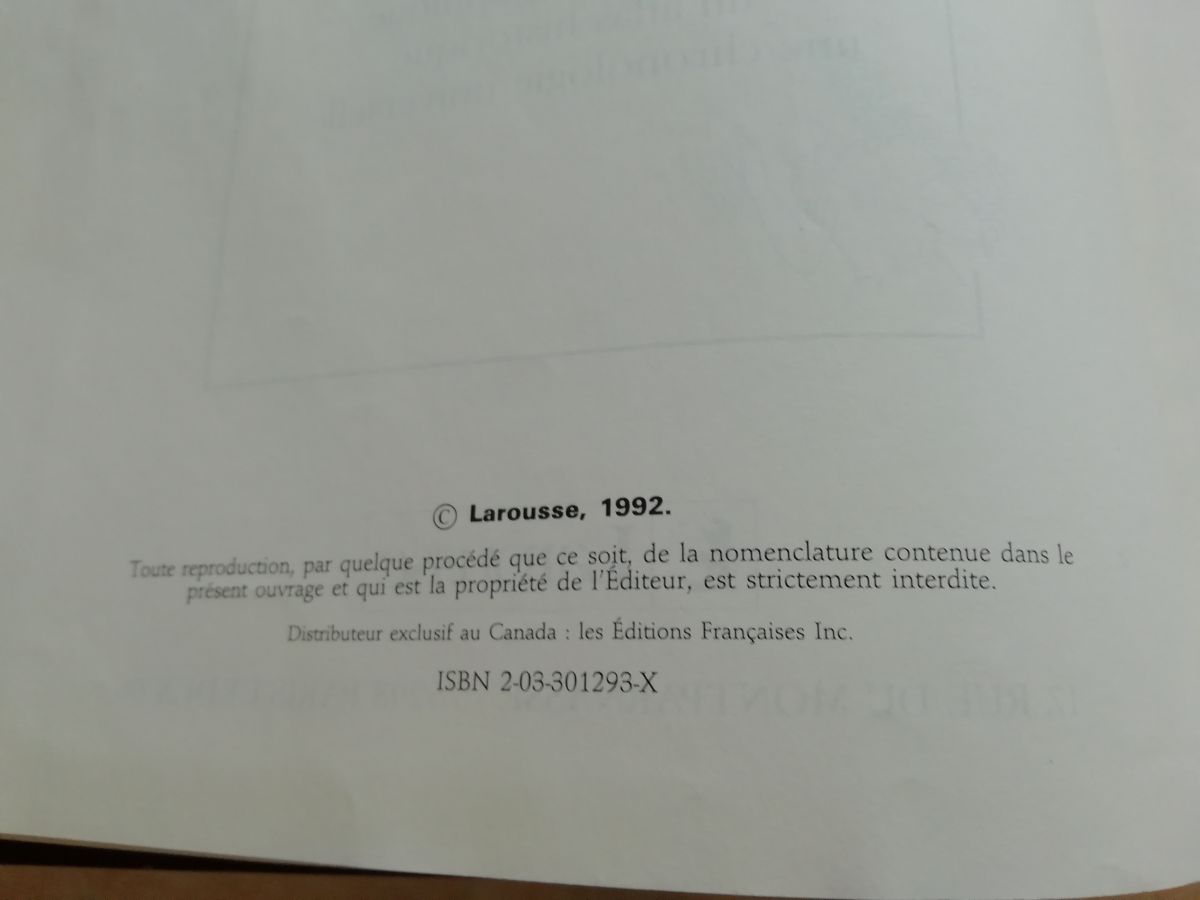 © Larousse, 1992.
Toute reproduction, par quelque procédé que ce soit, de la nomenclature contenue dans le
présent ouvrage et qui est la propriété de l'Éditeur, est strictement interdite.
Distributeur exclusif au Canada : les Éditions Françaises Inc.
ISBN 2-03-301293-X